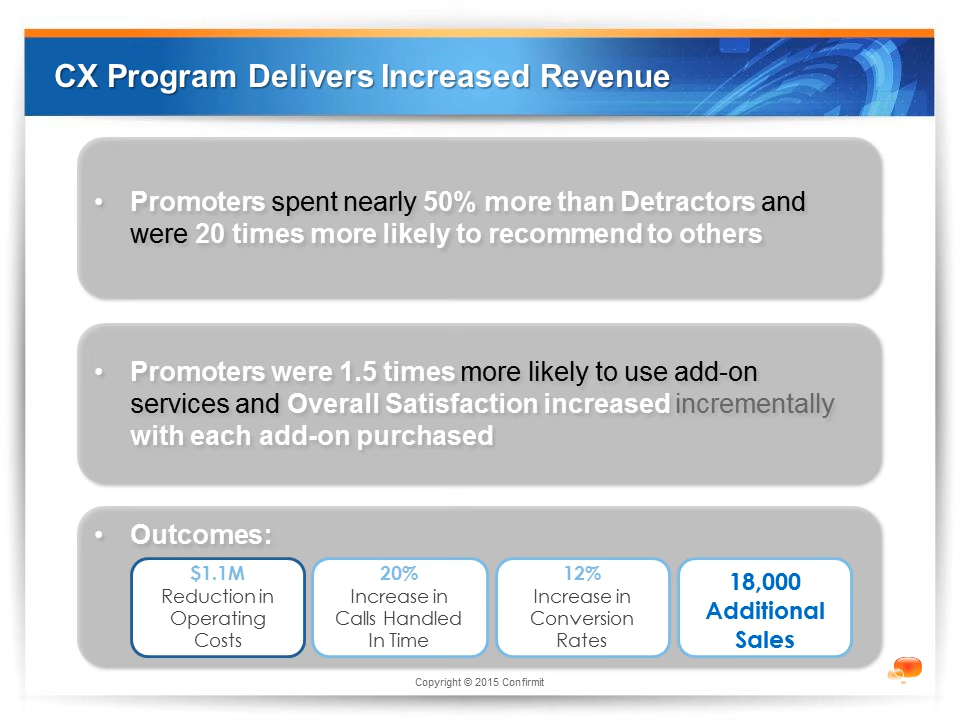 CX Program Delivers Increased Revenue
• Promoters spent nearly 50% more than Detractors and
were 20 times more likely to recommend to others
• Promoters were 1.5 times more likely to use add-on
services and Overall Satisfaction increased incrementally
with each add-on purchased
• Outcomes:
$1.1M
Reduction in
Operating
Costs
20%
Increase in
Calls Handled
In Time
12%
Increase in
Conversion
Rates
18,000
Additional
Sales
Copyright © 2015 Confirmit